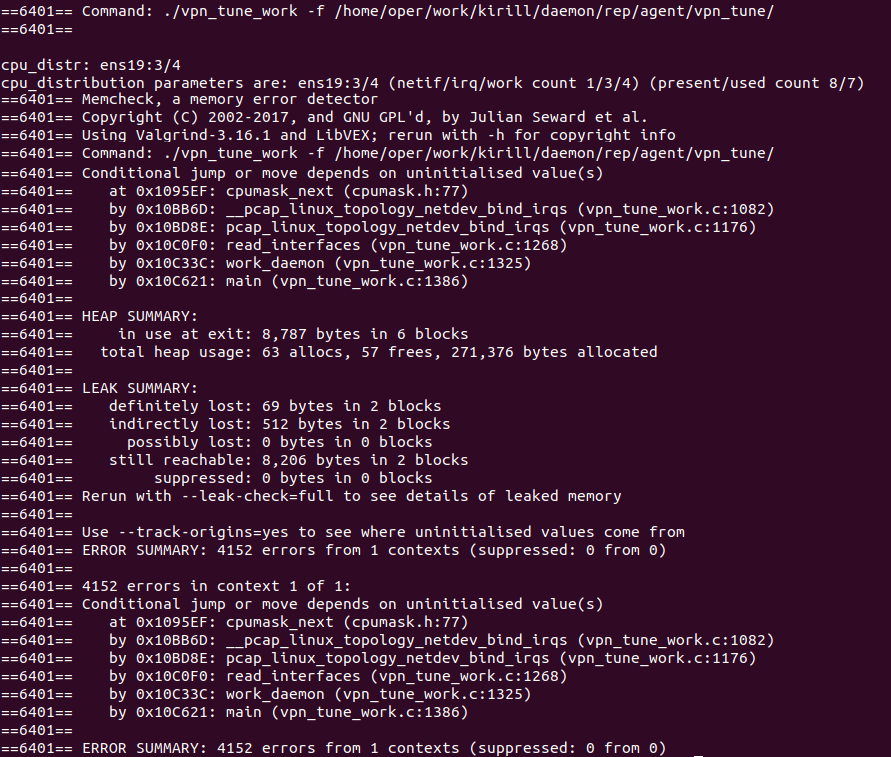 ==6401== Command: ./vpn_tune_work -f /home/oper/work/kirill/daemon/rep/agent/vpn_tune/
==6401==
cpu_distr: ens19:3/4
cpu_distribution parameters are: ens19:3/4 (netif/irq/work count 1/3/4) (present/used count 8/7)
==6401== Memcheck, a memory error detector
==6401== Copyright (C) 2002-2017, and GNU GPL'd, by Julian Seward et al.
==6401== Using Valgrind-3.16.1 and LibVEX; rerun with -h for copyright info
==6401== Command: ./vpn_tune_work -f /home/oper/work/kirill/daemon/rep/agent/vpn_tune/
==6401== Conditional jump or move depends on uninitialised value(s)
==6401==    at 0x1095EF: cpumask_next (cpumask.h:77)
==6401==    by 0x10BB6D: __pcap_linux_topology_netdev_bind_irqs (vpn_tune_work.c:1082)
==6401==    by 0x10BD8E: pcap_linux_topology_netdev_bind_irqs (vpn_tune_work.c:1176)
==6401==    by 0x10C0F0: read_interfaces (vpn_tune_work.c:1268)
==6401==    by 0x10C33C: work_daemon (vpn_tune_work.c:1325)
==6401==    by 0x10C621: main (vpn_tune_work.c:1386)
==6401==
==6401== HEAP SUMMARY:
==6401==     in use at exit: 8,787 bytes in 6 blocks
==6401==   total heap usage: 63 allocs, 57 frees, 271,376 bytes allocated
==6401==
==6401== LEAK SUMMARY:
==6401==    definitely lost: 69 bytes in 2 blocks
==6401==    indirectly lost: 512 bytes in 2 blocks
==6401==      possibly lost: 0 bytes in 0 blocks
==6401==    still reachable: 8,206 bytes in 2 blocks
==6401==         suppressed: 0 bytes in 0 blocks
==6401== Rerun with --leak-check=full to see details of leaked memory
==6401==
==6401== Use --track-origins=yes to see where uninitialised values come from
==6401== ERROR SUMMARY: 4152 errors from 1 contexts (suppressed: 0 from 0)
==6401==
==6401== 4152 errors in context 1 of 1:
==6401== Conditional jump or move depends on uninitialised value(s)
==6401==    at 0x1095EF: cpumask_next (cpumask.h:77)
==6401==    by 0x10BB6D: __pcap_linux_topology_netdev_bind_irqs (vpn_tune_work.c:1082)
==6401==    by 0x10BD8E: pcap_linux_topology_netdev_bind_irqs (vpn_tune_work.c:1176)
==6401==    by 0x10C0F0: read_interfaces (vpn_tune_work.c:1268)
==6401==    by 0x10C33C: work_daemon (vpn_tune_work.c:1325)
==6401==    by 0x10C621: main (vpn_tune_work.c:1386)
==6401==
==6401== ERROR SUMMARY: 4152 errors from 1 contexts (suppressed: 0 from 0)